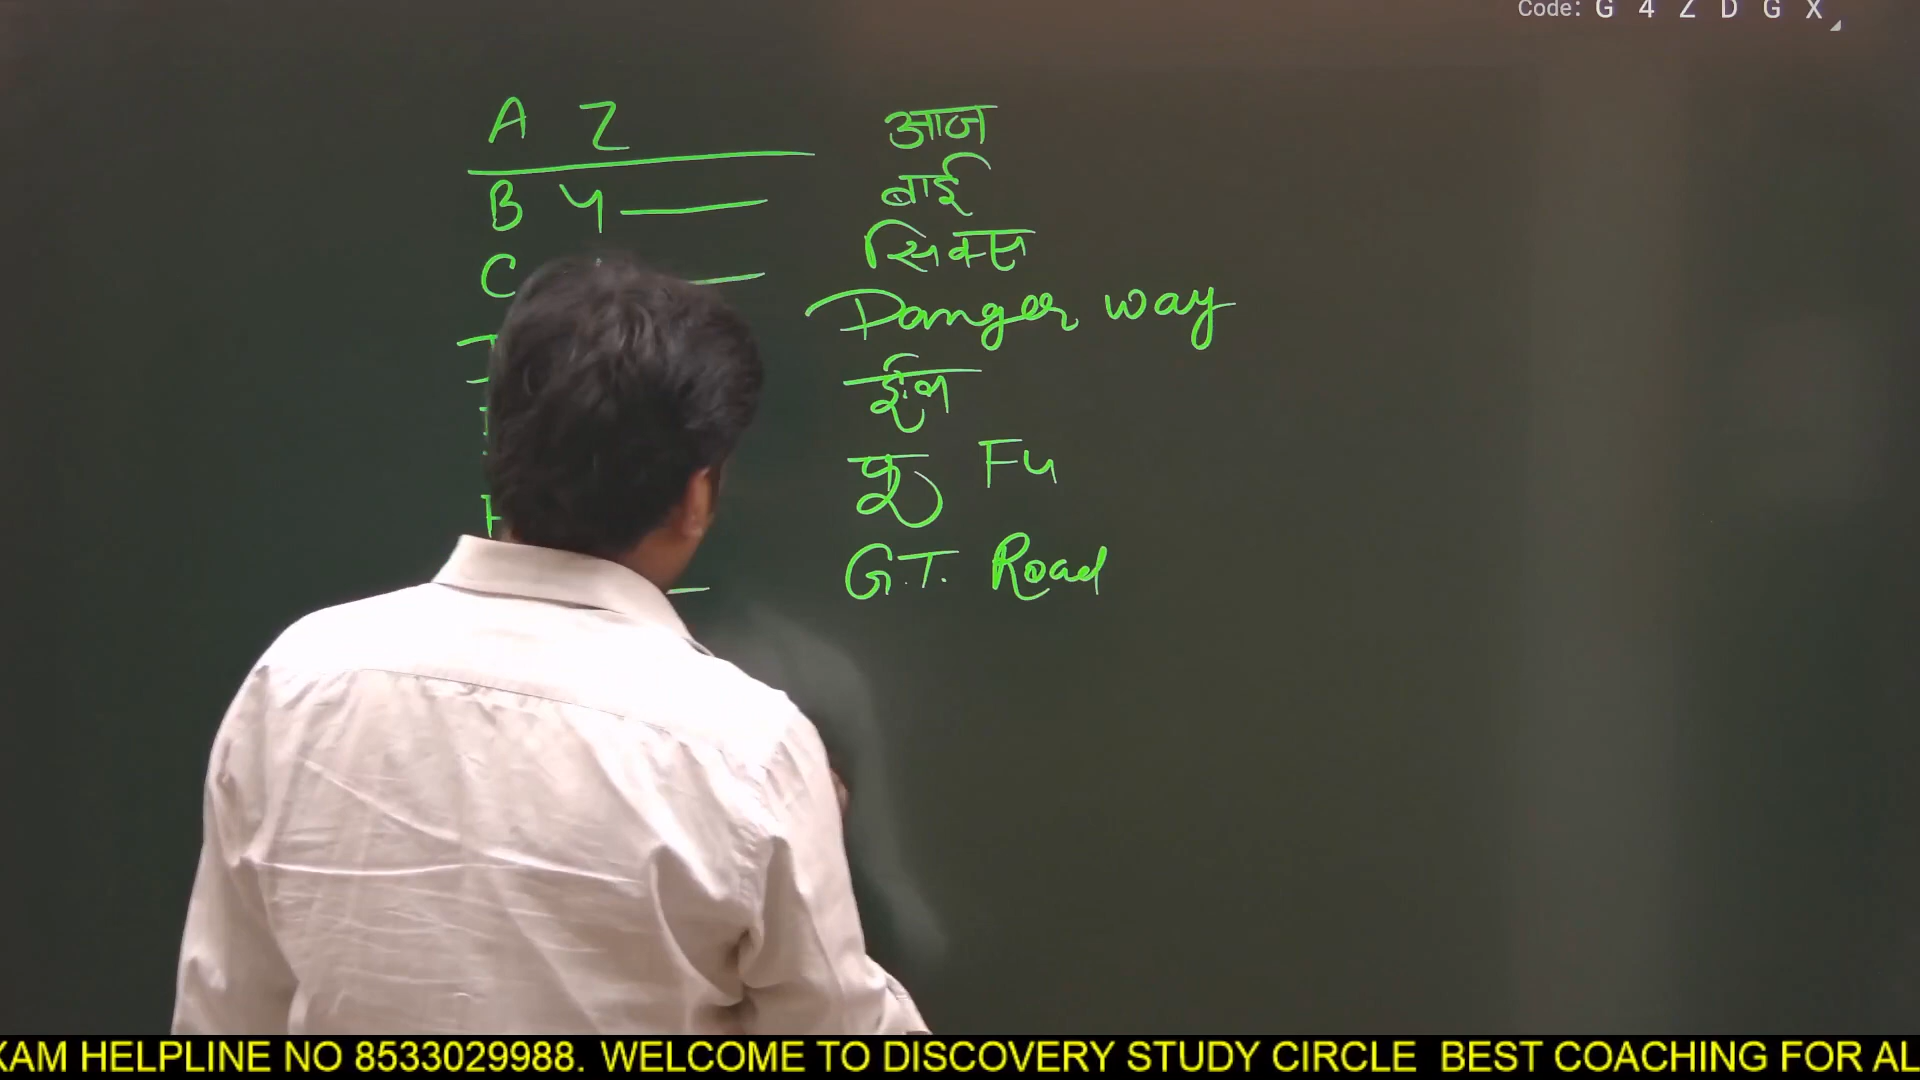 Code: G 4 Z D G X
A Z आज
B Y बाई
C सिक्स
Danger way
ईव
फू Fu
G.T. Road
XAM HELPLINE NO 8533029988. WELCOME TO DISCOVERY STUDY CIRCLE BEST COACHING FOR AL